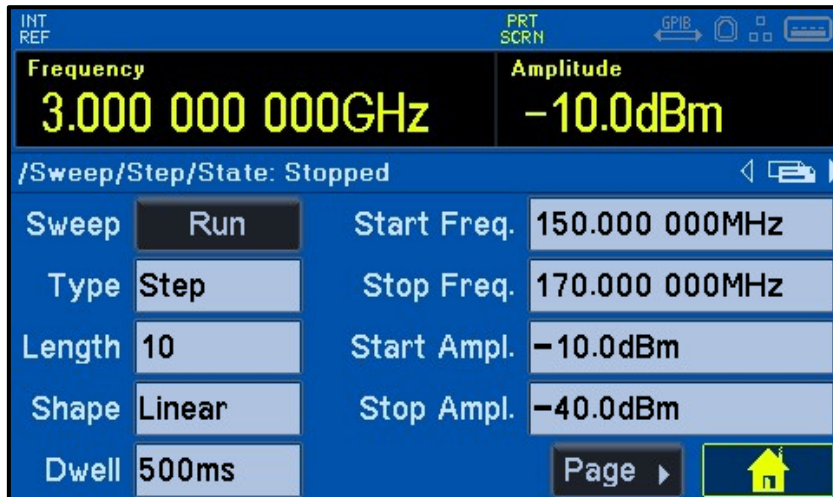 INT PRT GPIB
REF SCRN
Frequency Amplitude
3.000 000 000GHz -10.0dBm
/Sweep/Step/State: Stopped
Sweep Run Start Freq. 150.000 000MHz
Type Step Stop Freq. 170.000 000MHz
Length 10 Start Ampl. -10.0dBm
Shape Linear Stop Ampl. -40.0dBm
Dwell 500ms Page